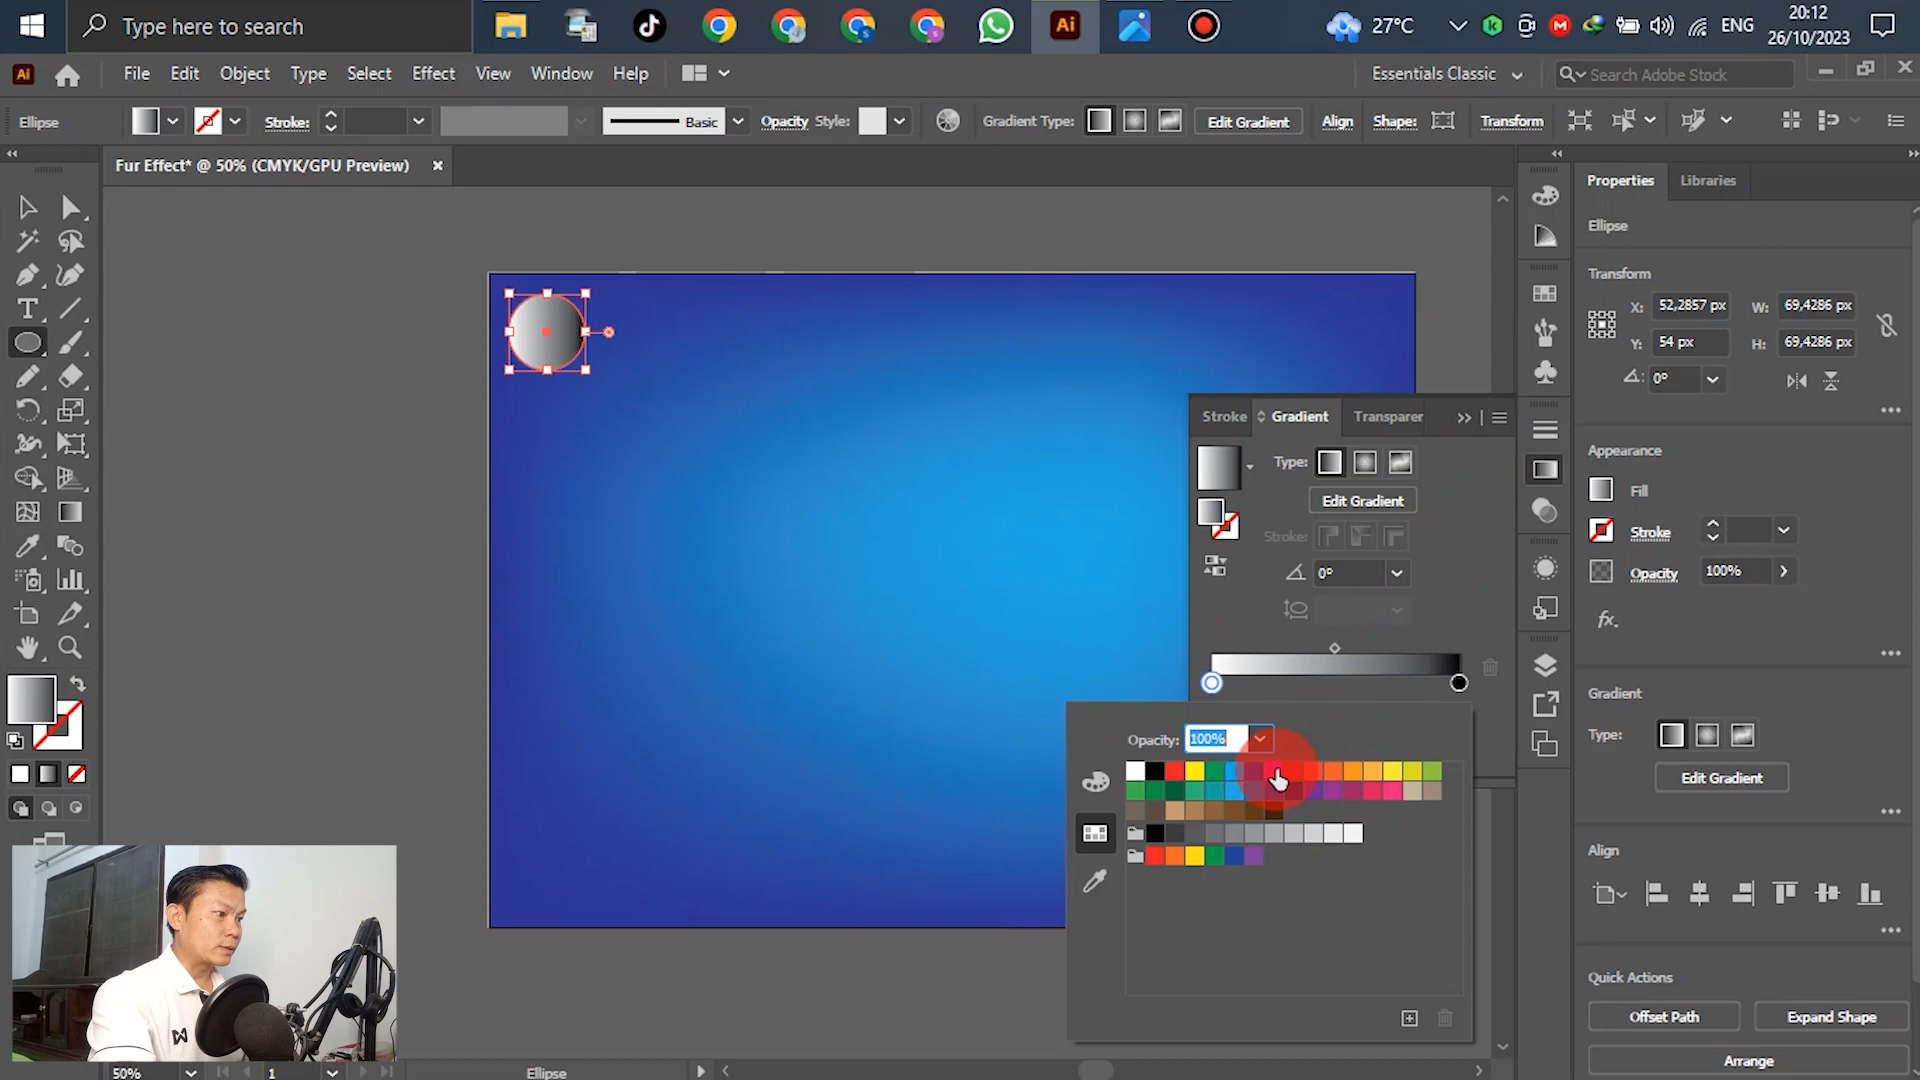 Type here to search
Ai
27°C
ENG
20:12
26/10/2023
Ai
File Edit Object Type Select Effect View Window Help
Essentials Classic
Search Adobe Stock
Ellipse
Stroke:
Basic
Opacity Style:
Gradient Type:
Edit Gradient
Align
Shape:
Transform
Fur Effect* @ 50% (CMYK/GPU Preview)
Properties
Libraries
Ellipse
Transform
X: 52,2857 px
W: 69,4286 px
Y: 54 px
H: 69,4286 px
0°
Stroke
Gradient
Transparer
Type:
Edit Gradient
Stroke:
0°
Appearance
Fill
Stroke
Opacity 100%
fx.
Gradient
Type:
Edit Gradient
Opacity: 100%
Align
Quick Actions
Offset Path
Expand Shape
Arrange
50%
1
Ellipse